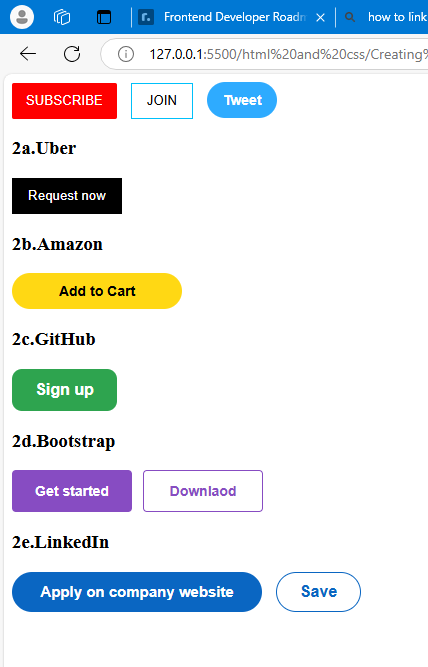 Frontend Developer Roadm
how to link
127.0.0.1:5500/html%20and%20css/Creating%
SUBSCRIBE JOIN Tweet
2a.Uber
Request now
2b.Amazon
Add to Cart
2c.GitHub
Sign up
2d.Bootstrap
Get started Downlaod
2e.LinkedIn
Apply on company website Save